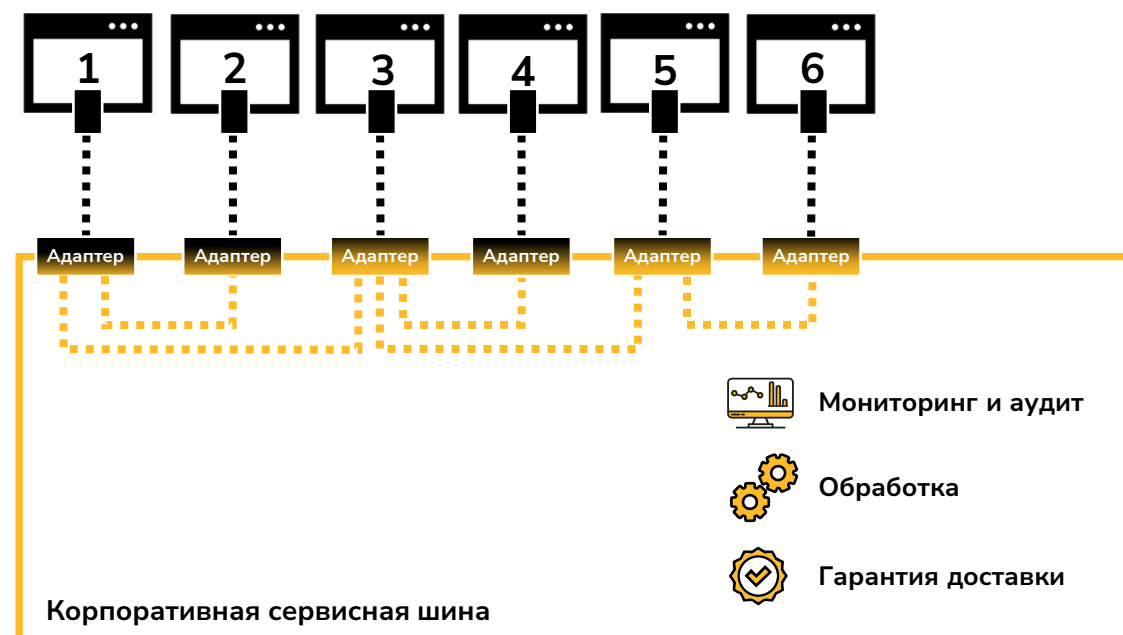 1 2 3 4 5 6
Адаптер Адаптер Адаптер Адаптер Адаптер Адаптер
Мониторинг и аудит
Обработка
Гарантия доставки
Корпоративная сервисная шина